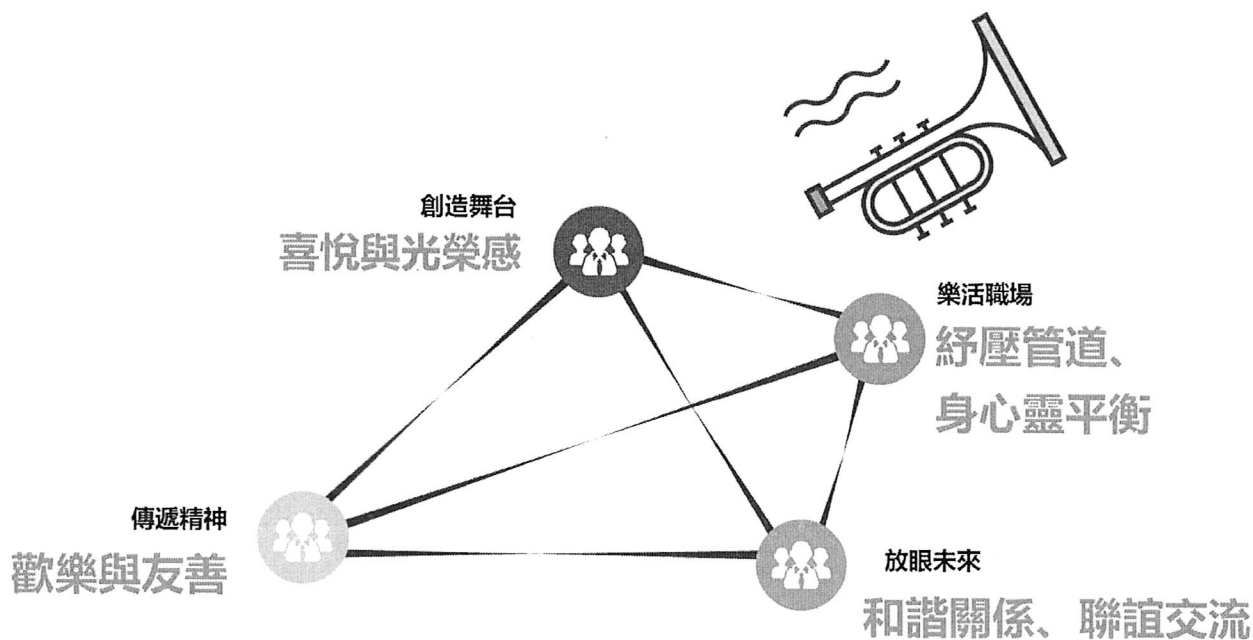 創造舞台
喜悅與光榮感
樂活職場
紓壓管道、
身心靈平衡
傳遞精神
歡樂與友善
放眼未來
和諧關係、聯誼交流